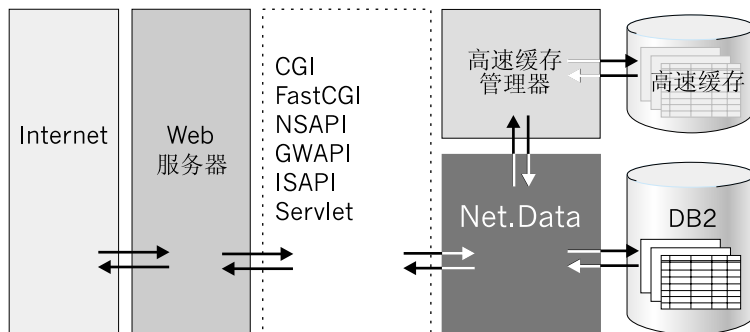 Internet
Web
服务器
CGI
FastCGI
NSAPI
GWAPI
ISAPI
Servlet
高速缓存
管理器
高速缓存
Net.Data
DB2